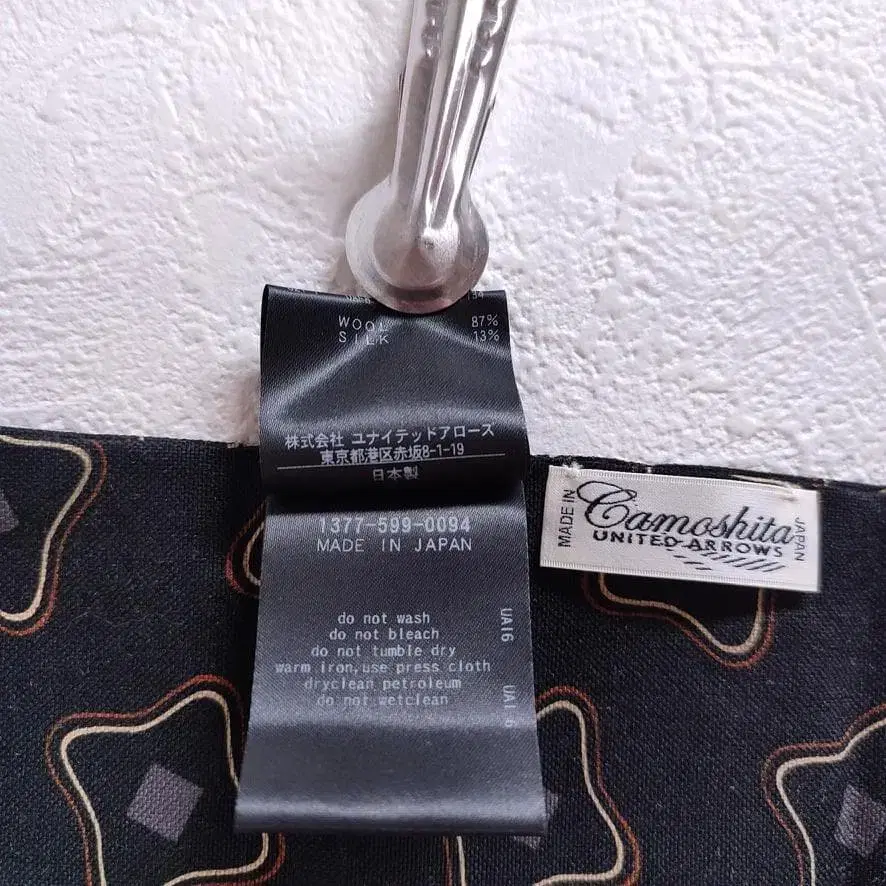 WOOL 87%
SILK 13%
株式会社 ユナイテッドアローズ
東京都港区赤坂8-1-19
日本製
1377-599-0094
MADE IN JAPAN
do not wash
do not bleach
do not tumble dry
warm iron,use press cloth
dryclean petroleum
do not wetclean
UA16
UA16
MADE IN
Camoshita
UNITED ARROWS
JAPAN